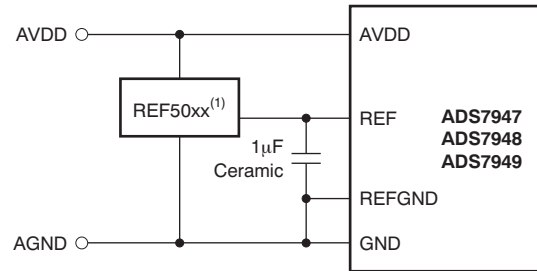 AVDD
AVDD
REF50xx(1)
REF
ADS7947
ADS7948
ADS7949
1μF
Ceramic
REFGND
AGND
GND